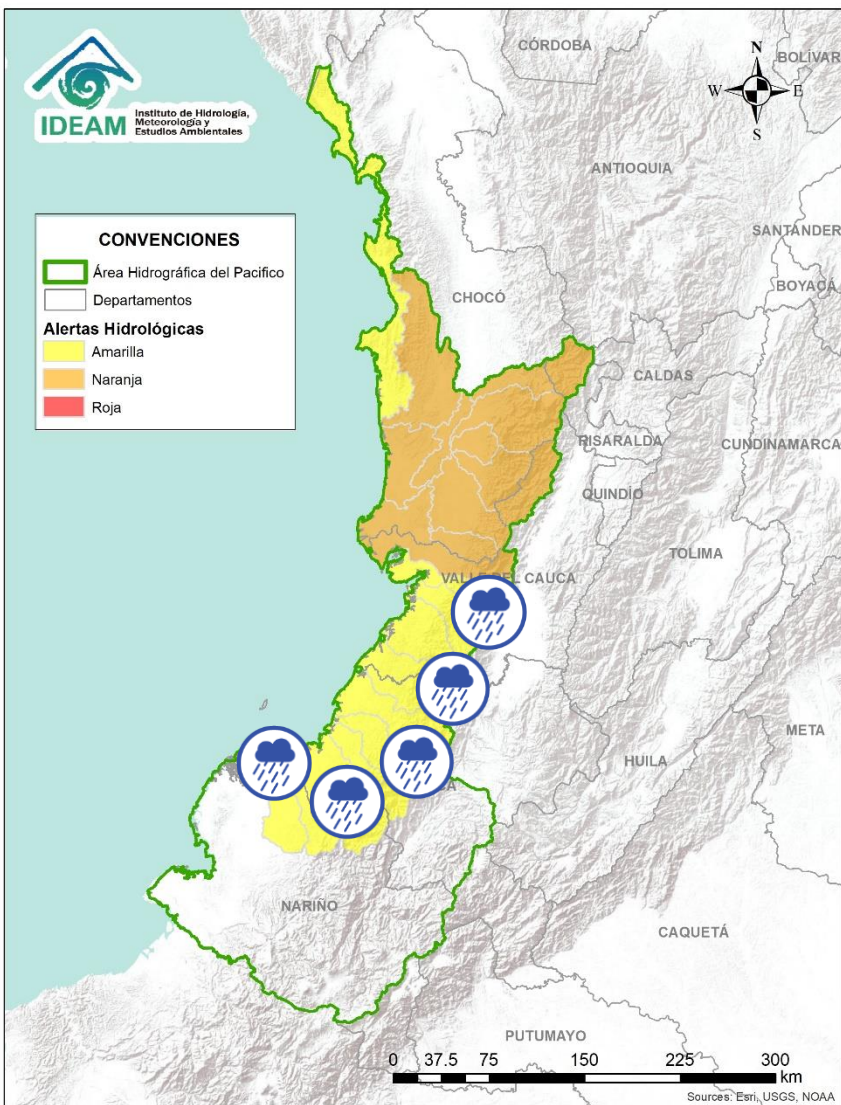 IDEAM
Instituto de Hidrología,
Meteorología y
Estudios Ambientales
CÓRDOBA
BOLÍVAR
N
W
E
S
ANTIOQUIA
SANTANDER
BOYACÁ
CONVENCIONES
Área Hidrográfica del Pacifico
Departamentos
Alertas Hidrológicas
Amarilla
Naranja
Roja
CHOCÓ
CALDAS
RISARALDA
CUNDINAMARCA
QUINDÍO
TOLIMA
VALLE DEL CAUCA
META
HUILA
CA
NARIÑO
CAQUETÁ
PUTUMAYO
0 37.5 75 150 225 300
km
Sources: Esri, USGS, NOAA